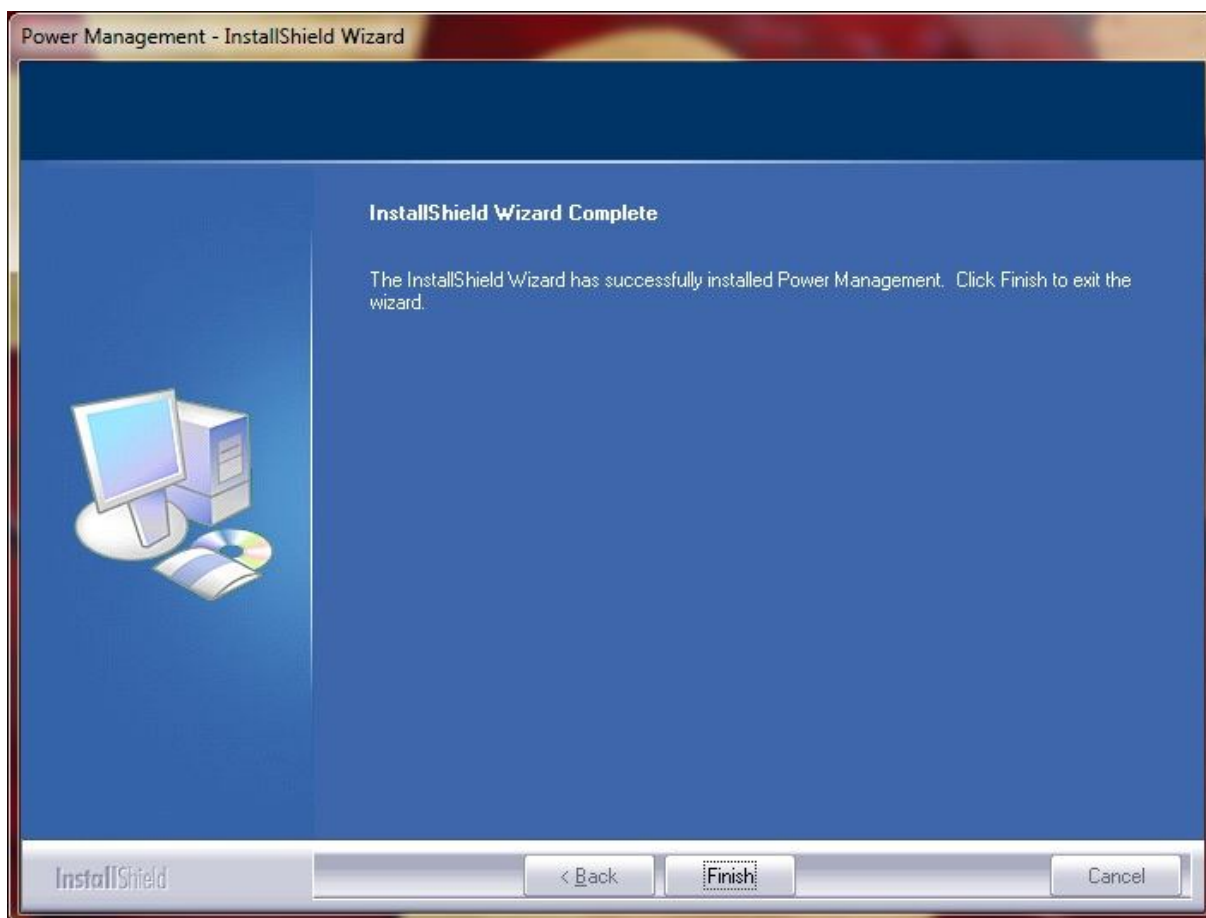 Power Management - InstallShield Wizard
InstallShield Wizard Complete
The InstallShield Wizard has successfully installed Power Management.  Click Finish to exit the
wizard.
InstallShield
< Back
Finish
Cancel